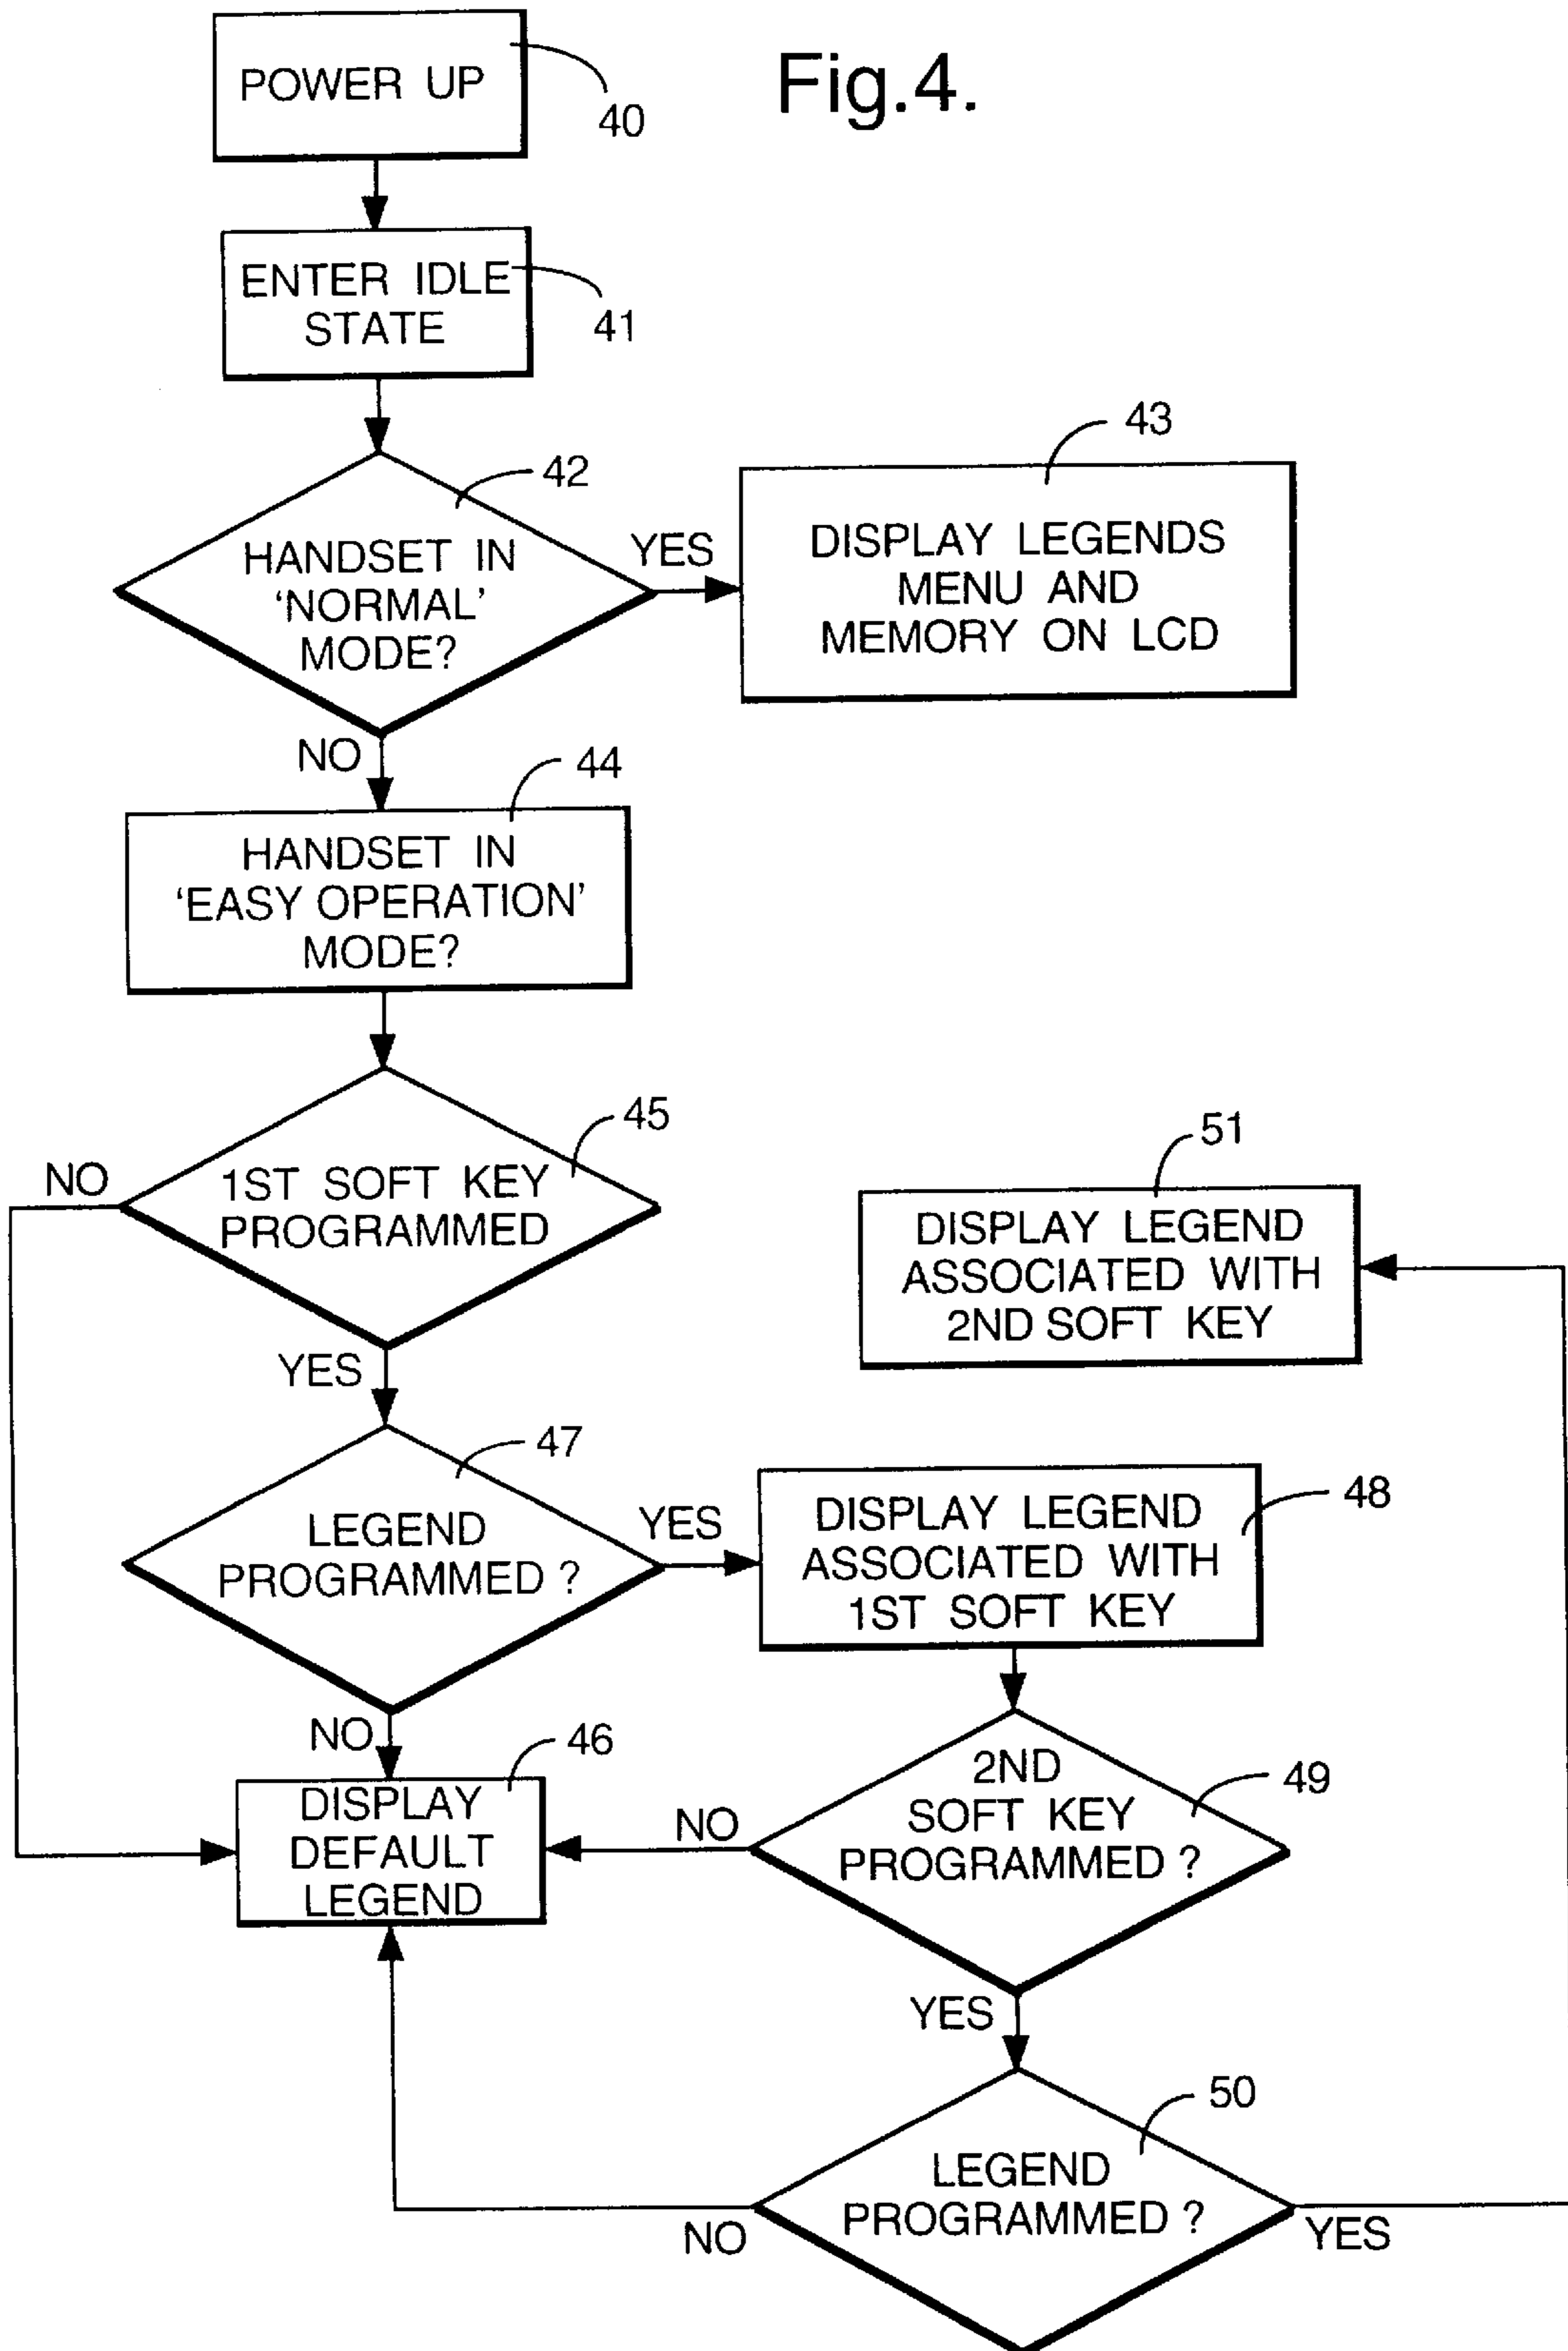 Fig.4.
POWER UP
40
ENTER IDLE
STATE
41
42
HANDSET IN
‘NORMAL’
MODE?
YES
43
DISPLAY LEGENDS
MENU AND
MEMORY ON LCD
NO
44
HANDSET IN
‘EASY OPERATION’
MODE?
45
NO
1ST SOFT KEY
PROGRAMMED
51
DISPLAY LEGEND
ASSOCIATED WITH
2ND SOFT KEY
YES
47
LEGEND
PROGRAMMED ?
YES
48
DISPLAY LEGEND
ASSOCIATED WITH
1ST SOFT KEY
NO
46
DISPLAY
DEFAULT
LEGEND
NO
49
2ND
SOFT KEY
PROGRAMMED ?
YES
50
LEGEND
PROGRAMMED ?
NO
YES